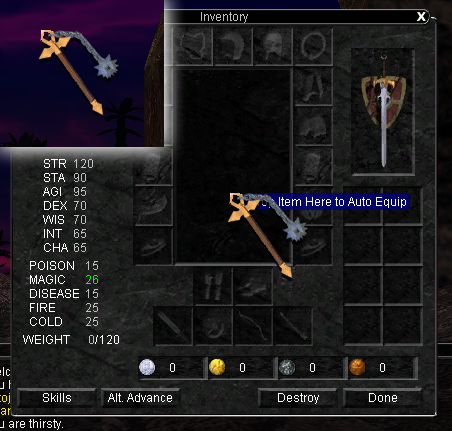 Inventory
X
STR 120
STA 90
AGI 95
DEX 70
WIS 70
INT 65
CHA 65
POISON 15
MAGIC 26
DISEASE 15
FIRE 25
COLD 25
WEIGHT 0/120
Item Here to Auto Equip
0 0 0 0
Skills Alt. Advance Destroy Done
are thirsty.